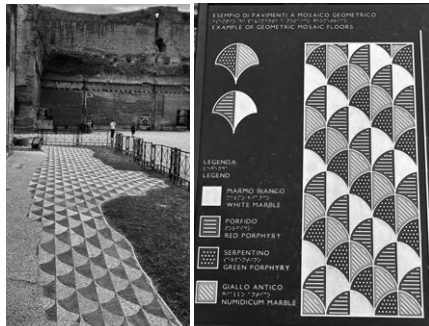 ESEMPIO DI PAVIMENTI A MOSAICO GEOMETRICO
EXAMPLE OF GEOMETRIC MOSAIC FLOORS
LEGENDA
LEGEND
MARMO BIANCO
WHITE MARBLE
PORFIDO
RED PORPHYRY
SERPENTINO
GREEN PORPHYRY
GIALLO ANTICO
NUMIDICUM MARBLE